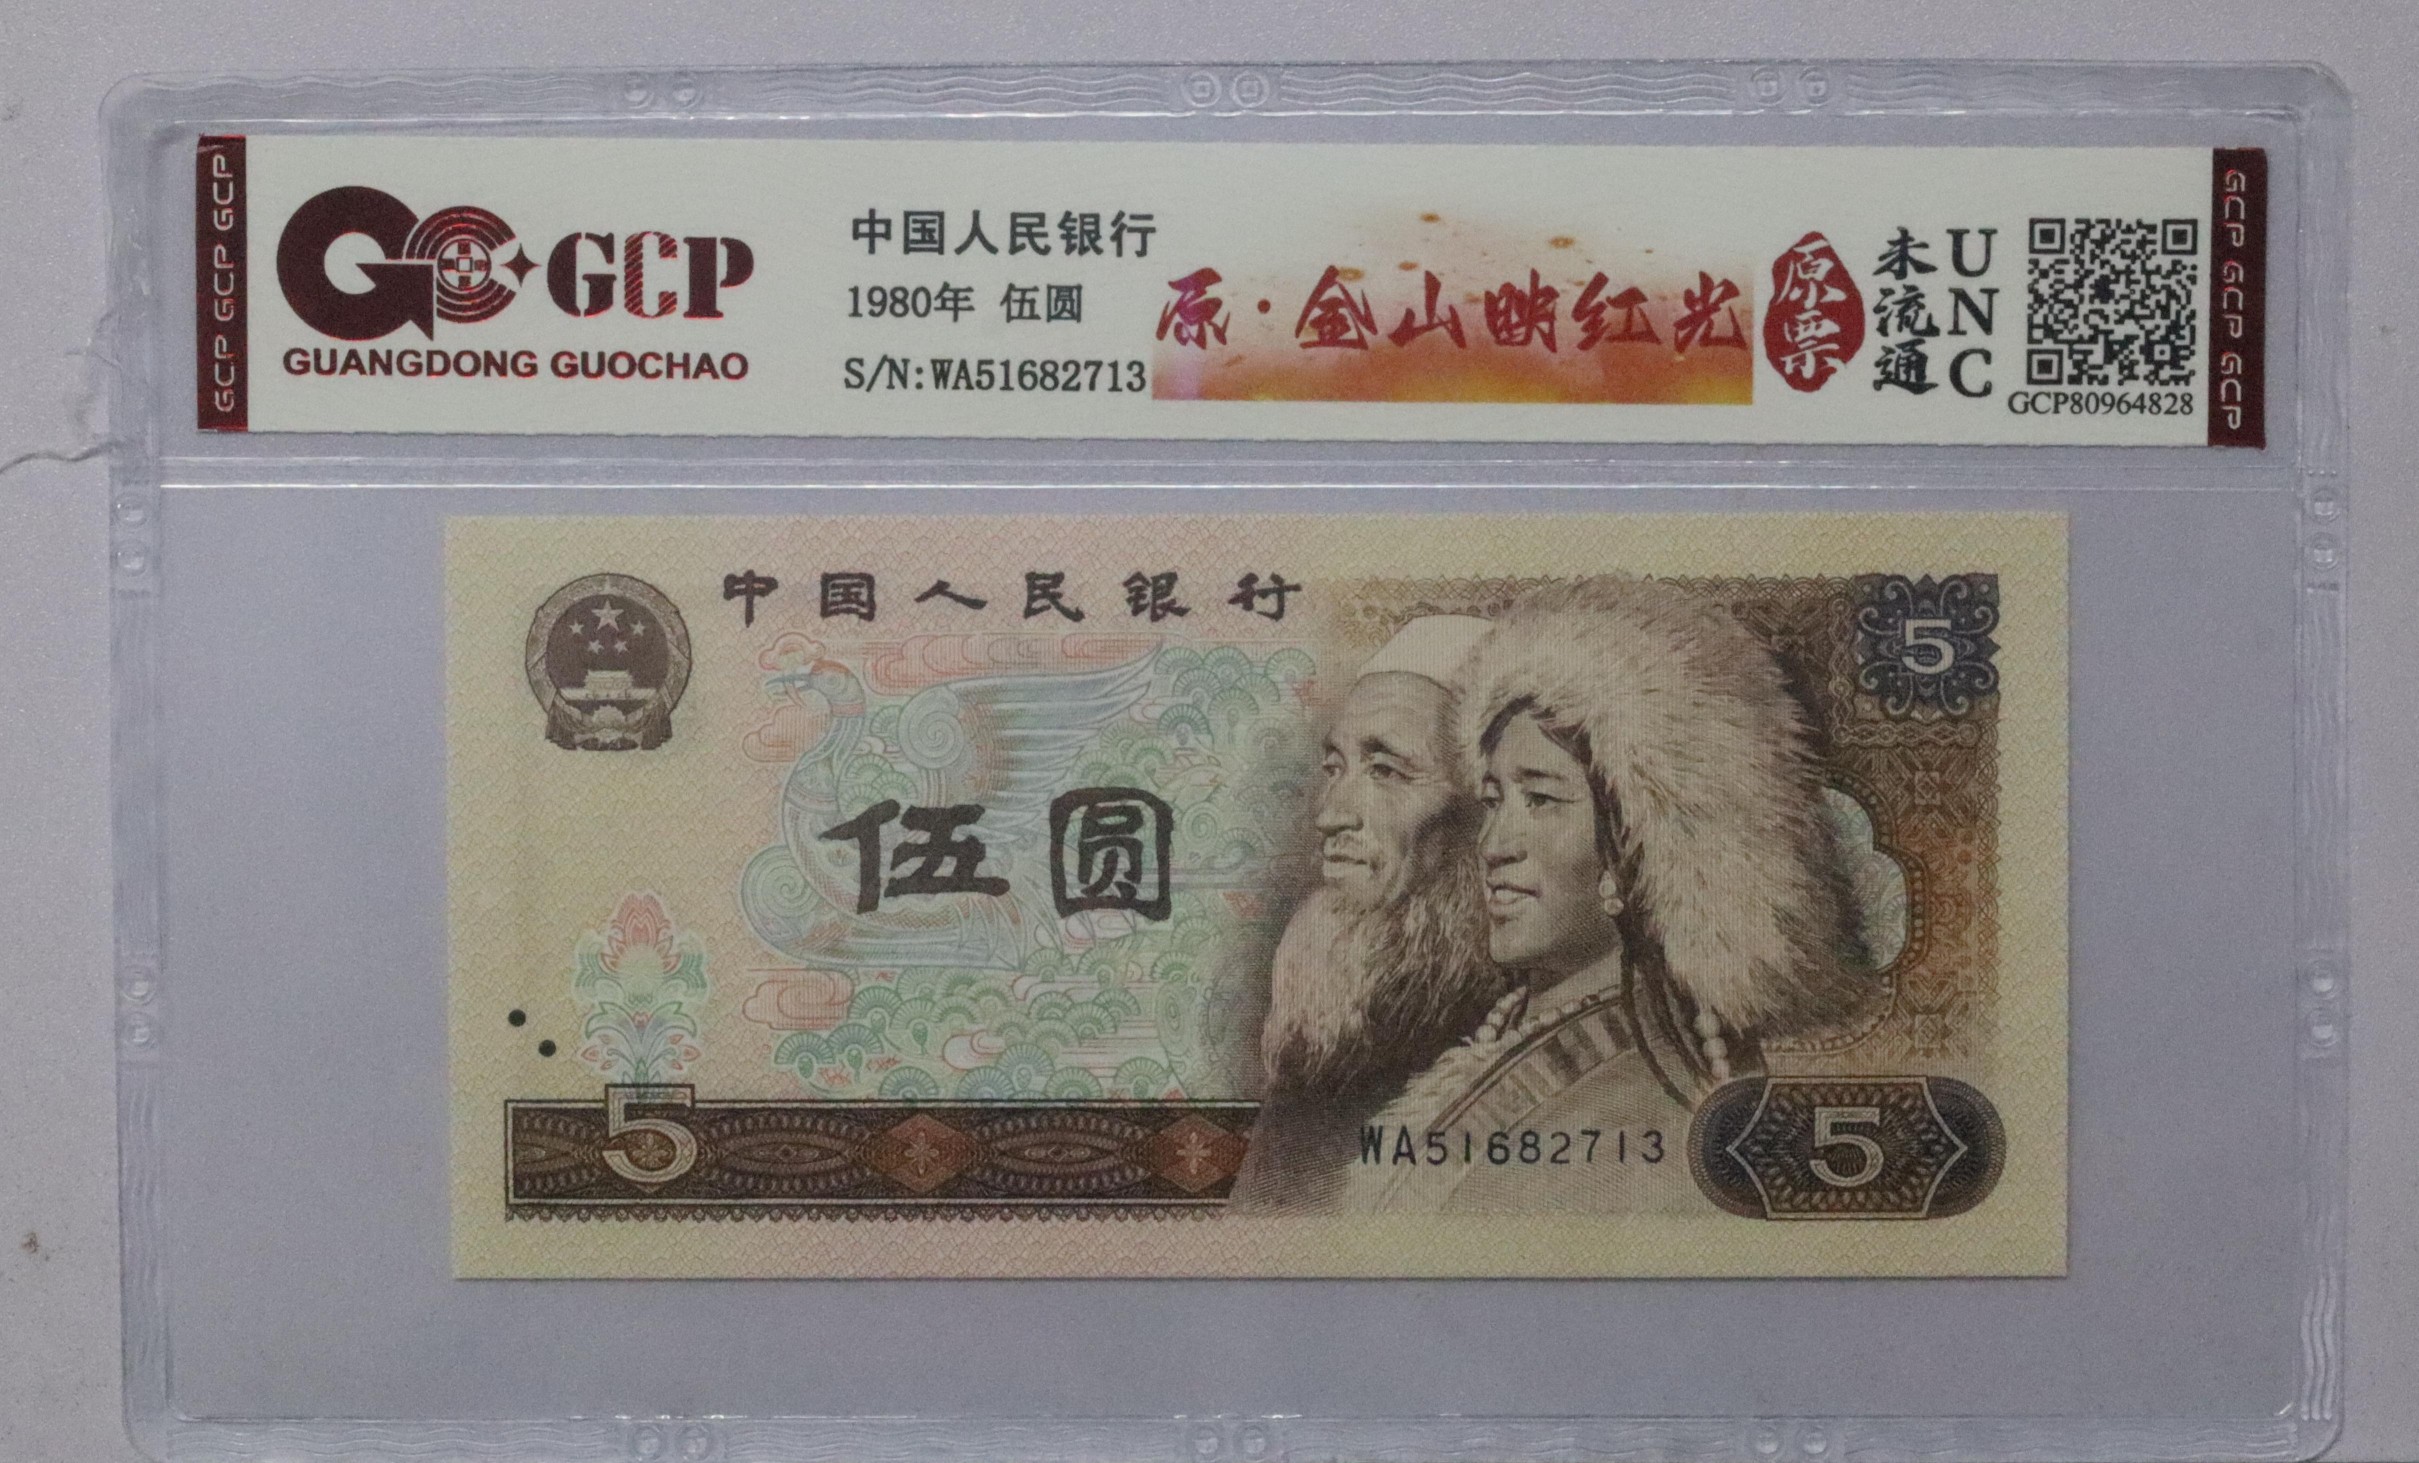 GCP GCP GCP
GCP
GUANGDONG GUOCHAO
中国人民银行
1980年 伍圆
S/N:WA51682713
原·金山映红光
原票
未流通
UNC
GCP80964828
GCP GCP GCP
中国人民银行
5
伍圆
5
WA51682713
5